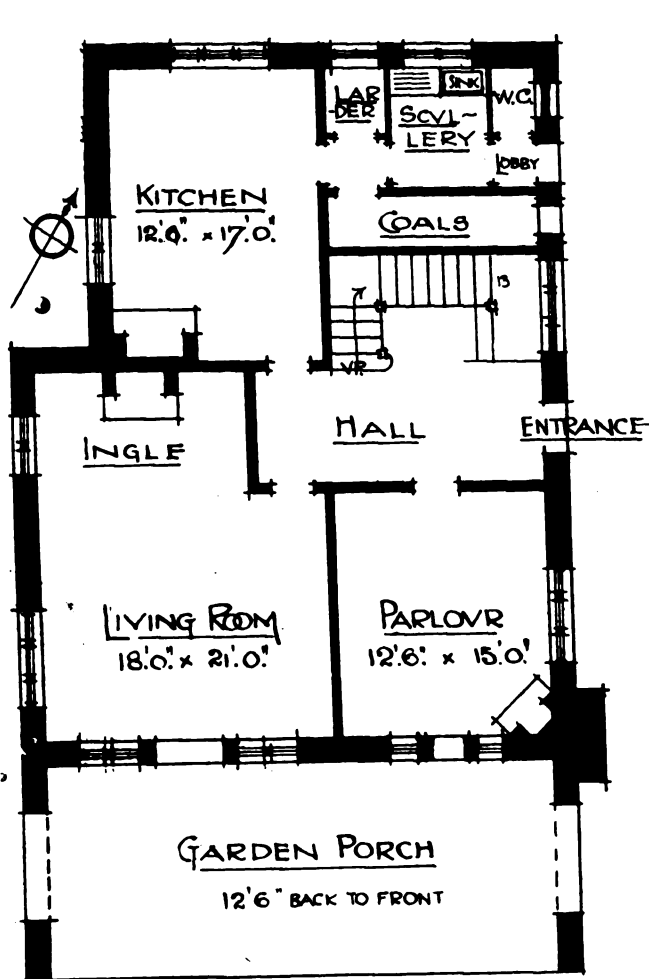 LAR
-DER
SINK
W.C.
SCVL~
LERY
LOBBY
KITCHEN
12'.6". x 17'.0".
COALS
13
VP
HALL
ENTRANCE
INGLE
LIVING ROOM
18'.0". x 21'.0".
PARLOVR
12'.6". x 15'.0".
GARDEN PORCH
12'6" BACK TO FRONT